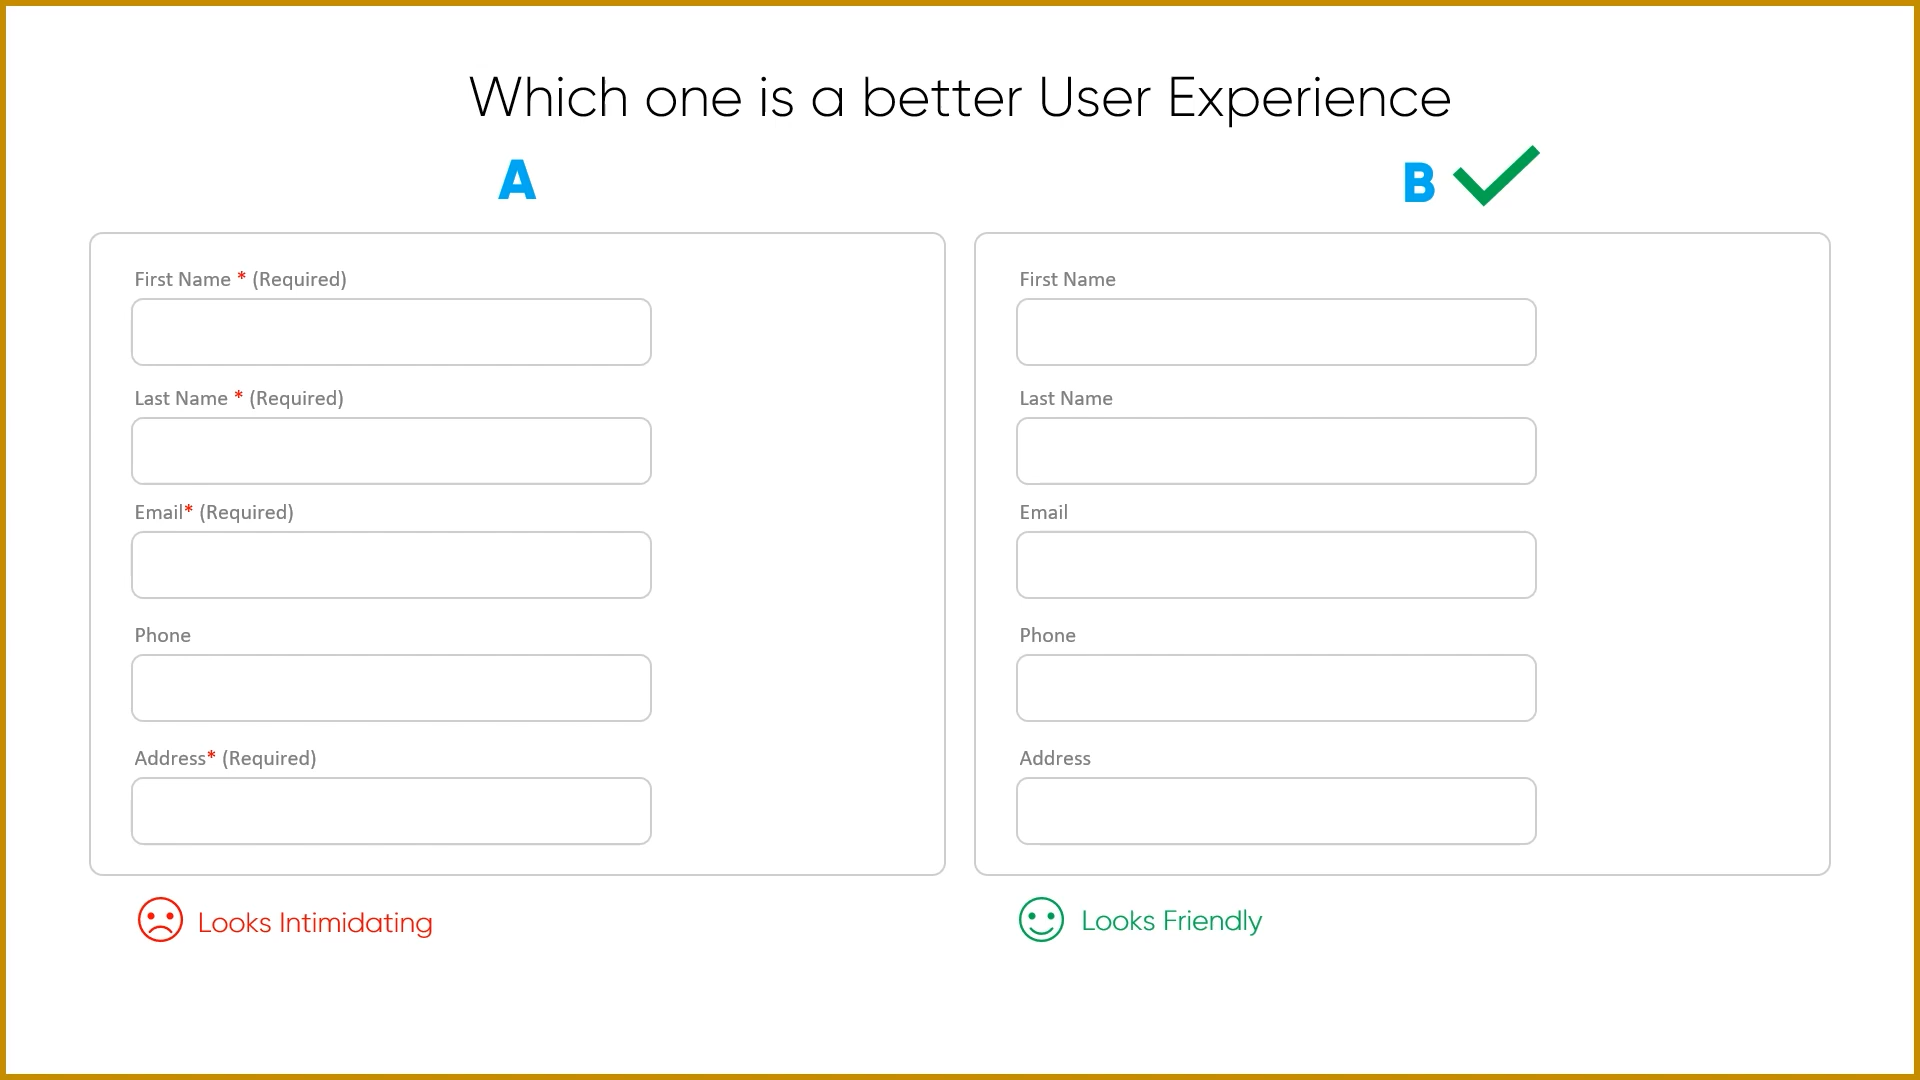 Which one is a better User Experience
A
B
First Name * (Required)
Last Name * (Required)
Email* (Required)
Phone
Address* (Required)
Looks Intimidating
First Name
Last Name
Email
Phone
Address
Looks Friendly